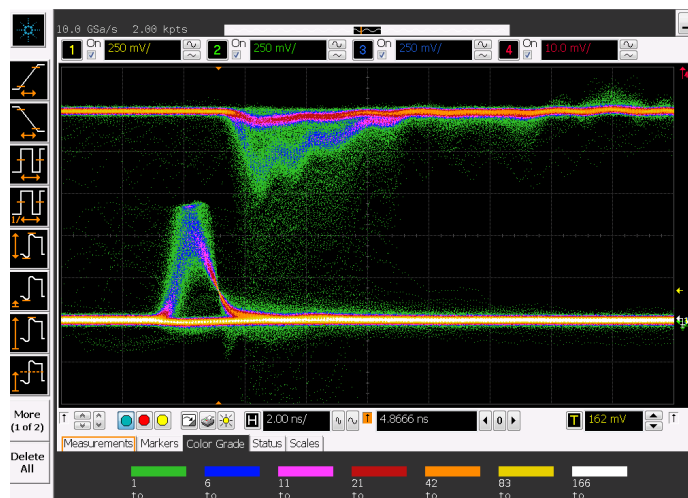 10.0 GSa/s 2.00 kpts
1 On 250 mV/ 2 On 250 mV/ 3 On 250 mV/ 4 On 10.0 mV/
1/
More
(1 of 2)
Delete
All
H 2.00 ns/ T 4.8666 ns 0 T 162 mV
Measurements Markers Color Grade Status Scales
1 6 11 21 42 83 166
to to to to to to to